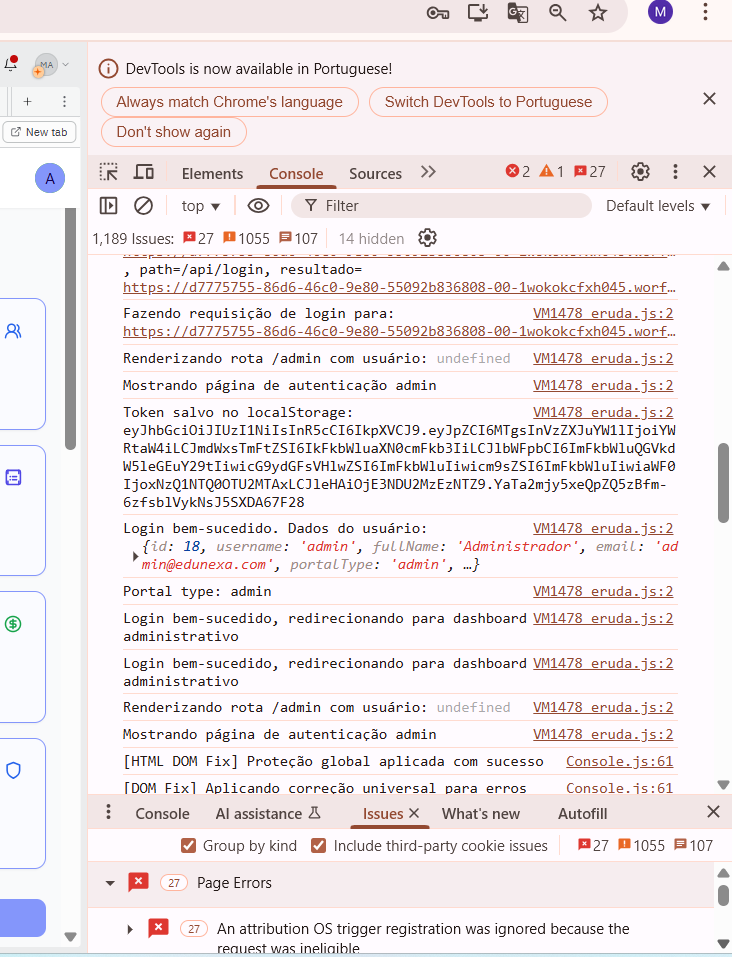 M
DevTools is now available in Portuguese!
MA
Always match Chrome's language
Switch DevTools to Portuguese
Don't show again
New tab
Elements
Console
Sources
2
1
27
A
top
Filter
Default levels
1,189 Issues:
27
1055
107
14 hidden
, path=/api/login, resultado=
https://d7775755-86d6-46c0-9e80-55092b836808-00-1wokokcfxh045.worf…
Fazendo requisição de login para:
VM1478 eruda.js:2
https://d7775755-86d6-46c0-9e80-55092b836808-00-1wokokcfxh045.worf…
Renderizando rota /admin com usuário: undefined
VM1478 eruda.js:2
Mostrando página de autenticação admin
VM1478 eruda.js:2
Token salvo no localStorage:
VM1478 eruda.js:2
eyJhbGciOiJIUzI1NiIsInR5cCI6IkpXVCJ9.eyJpZCI6MTgsInVzZXJuYW1lIjoiYW
RtaW4iLCJmdWxsTmFtZSI6IkFkbWluaXN0cmFkb3IiLCJlbWFpbCI6ImFkbWluQGVkd
W5leGEuY29tIiwicG9ydGFsVHlwZSI6ImFkbWluIiwicm9sZSI6ImFkbWluIiwiaWF0
IjoxNzQ1NTQ0OTU2MTAxLCJleHAiOjE3NDU2MzEzNTZ9.YaTa2mjy5xeQpZQ5zBfm-
6zfsblVykNsJ5SXDA67F28
Login bem-sucedido. Dados do usuário:
VM1478 eruda.js:2
{id: 18, username: 'admin', fullName: 'Administrador', email: 'ad
min@edunexa.com', portalType: 'admin', …}
Portal type: admin
VM1478 eruda.js:2
Login bem-sucedido, redirecionando para dashboard
VM1478 eruda.js:2
administrativo
Login bem-sucedido, redirecionando para dashboard
VM1478 eruda.js:2
administrativo
Renderizando rota /admin com usuário: undefined
VM1478 eruda.js:2
Mostrando página de autenticação admin
VM1478 eruda.js:2
[HTML DOM Fix] Proteção global aplicada com sucesso
Console.js:61
[DOM Fix] Aplicando correção universal para erros
Console.js:61
Console
AI assistance
Issues
What's new
Autofill
Group by kind
Include third-party cookie issues
27
1055
107
27
Page Errors
27
An attribution OS trigger registration was ignored because the
request was ineligible